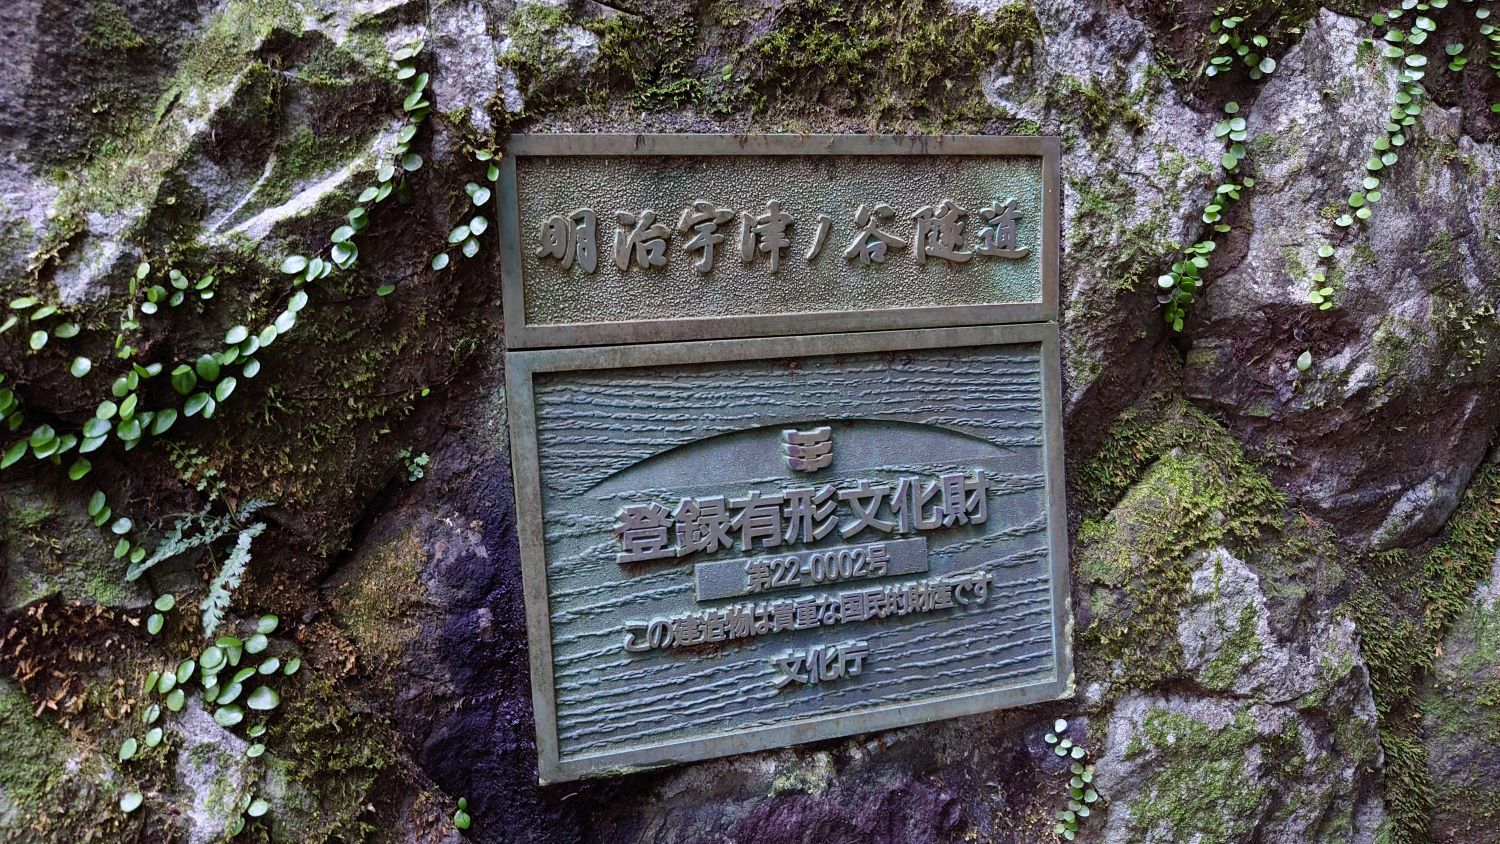 明治宇津ノ谷隧道
登録有形文化財
第22-0002号
この建造物は貴重な国民的財産です
文化庁